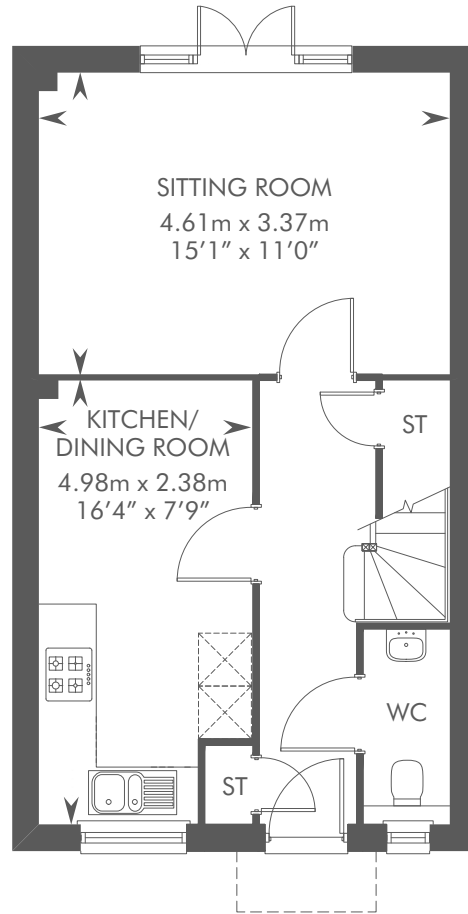 SITTING ROOM
4.61m x 3.37m
15’1” x 11’0”
KITCHEN/
DINING ROOM
4.98m x 2.38m
16’4” x 7’9”
ST
WC
ST